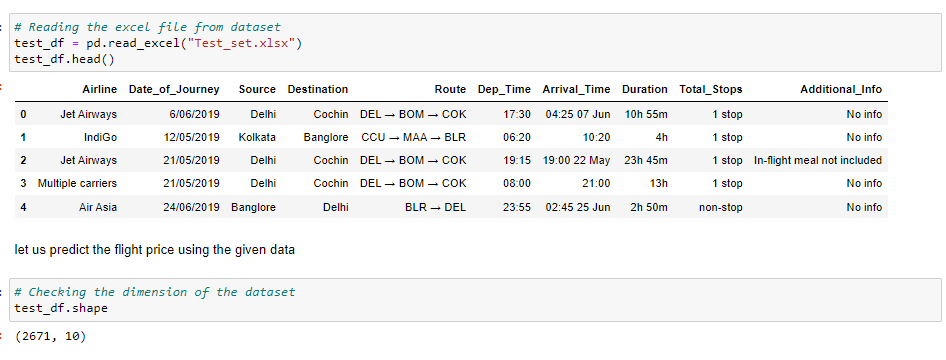 # Reading the excel file from dataset
test_df = pd.read_excel("Test_set.xlsx")
test_df.head()
Airline Date_of_Journey Source Destination Route Dep_Time Arrival_Time Duration Total_Stops Additional_Info
0 Jet Airways 6/06/2019 Delhi Cochin DEL → BOM → COK 17:30 04:25 07 Jun 10h 55m 1 stop No info
1 IndiGo 12/05/2019 Kolkata Banglore CCU → MAA → BLR 06:20 10:20 4h 1 stop No info
2 Jet Airways 21/05/2019 Delhi Cochin DEL → BOM → COK 19:15 19:00 22 May 23h 45m 1 stop In-flight meal not included
3 Multiple carriers 21/05/2019 Delhi Cochin DEL → BOM → COK 08:00 21:00 13h 1 stop No info
4 Air Asia 24/06/2019 Banglore Delhi BLR → DEL 23:55 02:45 25 Jun 2h 50m non-stop No info
let us predict the flight price using the given data
# Checking the dimension of the dataset
test_df.shape
(2671, 10)